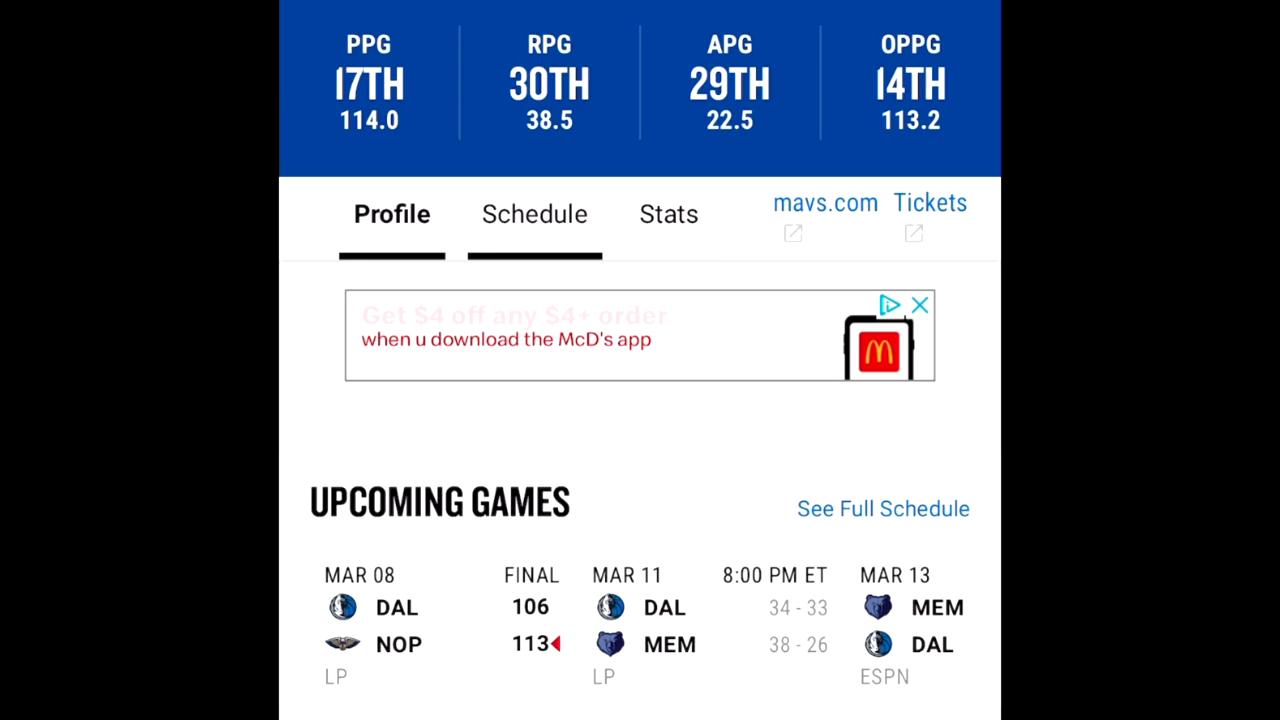 PPG RPG APG OPPG
17TH 30TH 29TH 14TH
114.0 38.5 22.5 113.2
Profile Schedule Stats mavs.com Tickets
Get $4 off any $4+ order
when u download the McD's app
UPCOMING GAMES See Full Schedule
MAR 08 FINAL MAR 11 8:00 PM ET MAR 13
DAL 106 DAL 34 - 33 MEM
NOP 113 MEM 38 - 26 DAL
LP LP ESPN